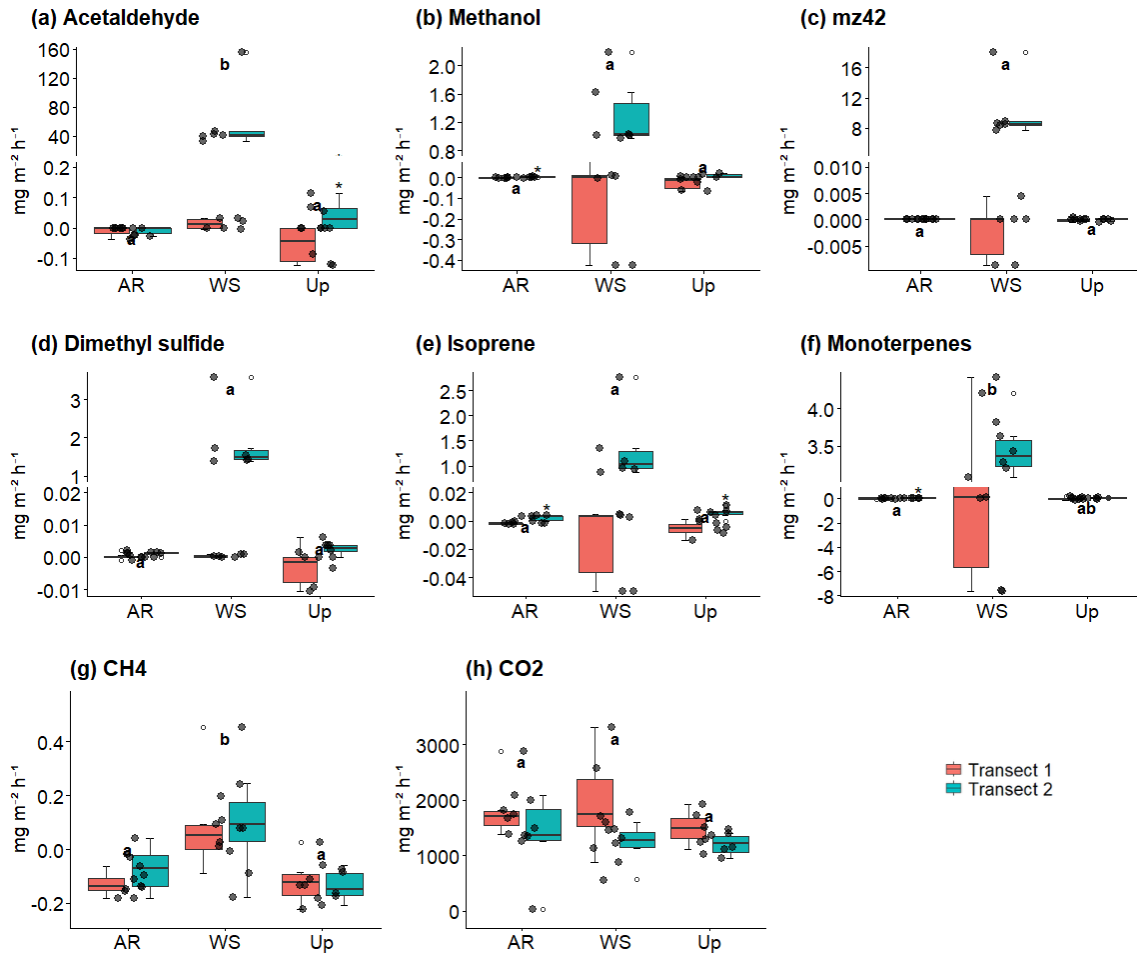 (a) Acetaldehyde
(b) Methanol
(c) mz42
mg m⁻² h⁻¹
160
120
80
40
0.2
0.1
0.0
-0.1
b
a
a
*
AR
WS
Up
mg m⁻² h⁻¹
2.0
1.6
1.2
0.8
0.0
-0.1
-0.2
-0.3
-0.4
a
a
a
*
AR
WS
Up
mg m⁻² h⁻¹
16
12
8
0.010
0.005
0.000
-0.005
a
a
a
AR
WS
Up
(d) Dimethyl sulfide
(e) Isoprene
(f) Monoterpenes
mg m⁻² h⁻¹
3
2
1
0.02
0.01
0.00
-0.01
a
a
a
AR
WS
Up
mg m⁻² h⁻¹
2.5
2.0
1.5
1.0
0.02
0.00
-0.02
-0.04
a
a
a
*
*
AR
WS
Up
mg m⁻² h⁻¹
4.0
3.5
0
-2
-4
-6
-8
b
a
ab
*
AR
WS
Up
(g) CH4
(h) CO2
mg m⁻² h⁻¹
0.4
0.2
0.0
-0.2
a
b
a
AR
WS
Up
mg m⁻² h⁻¹
3000
2000
1000
0
a
a
a
AR
WS
Up
Transect 1
Transect 2